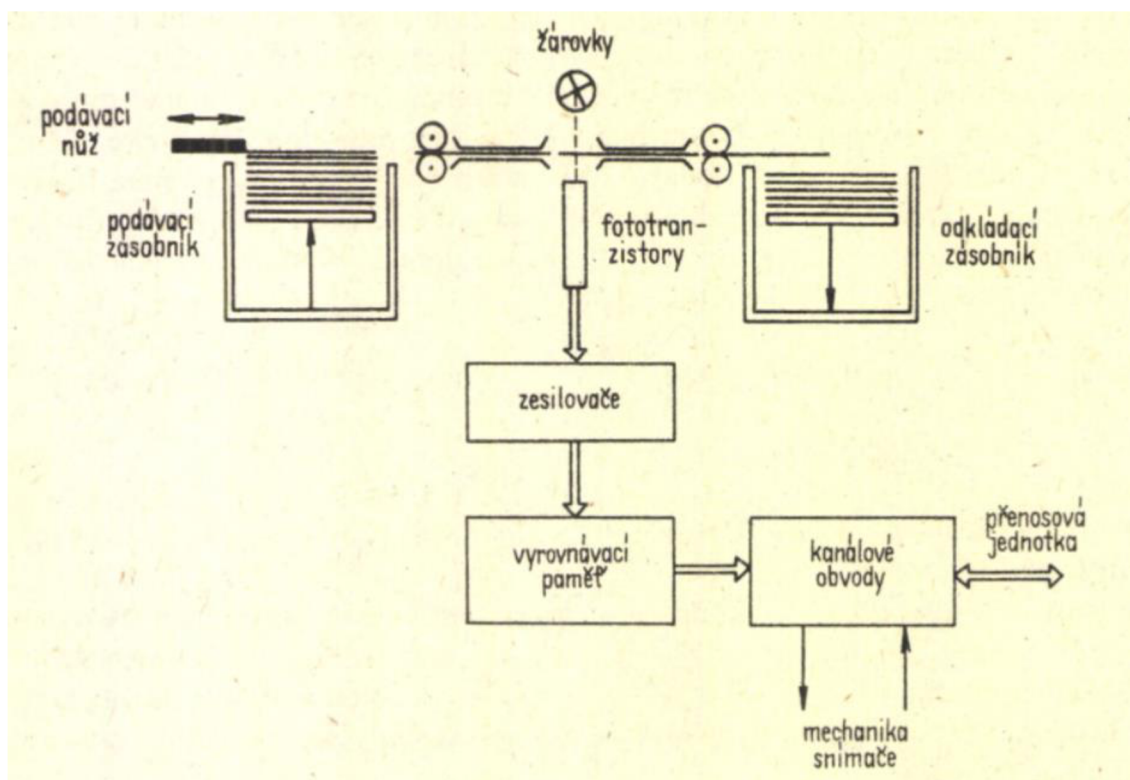 žárovky
podávací
nůž
podávací
zásobník
fototran-
zistory
odkládací
zásobník
zesilovače
vyrovnávací
paměť
kanálové
obvody
přenosová
jednotka
mechanika
snímače